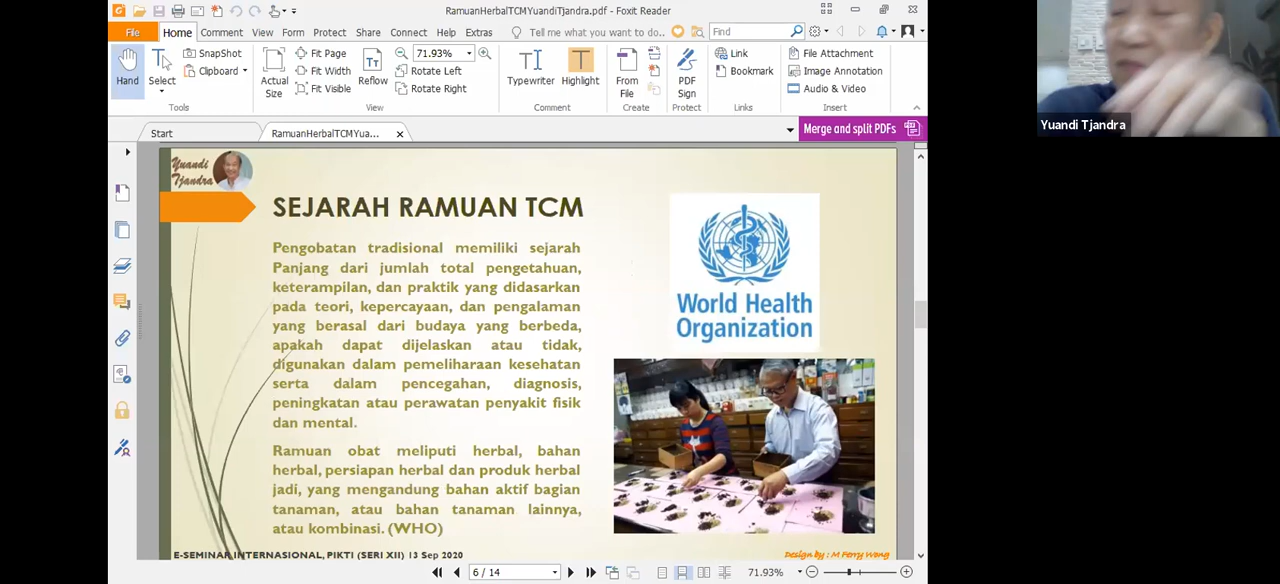 RamuanHerbalTCMYuandiTjandra.pdf - Foxit Reader
File Home Comment View Form Protect Share Connect Help Extras Tell me what you want to do... Find
Hand
Select
SnapShot
Clipboard
Tools
Actual Size
Fit Page
Fit Width
Fit Visible
Reflow
71.93%
Rotate Left
Rotate Right
View
Typewriter
Highlight
Comment
From File
Create
PDF Sign
Protect
Link
Bookmark
Links
File Attachment
Image Annotation
Audio & Video
Insert
Start
RamuanHerbalTCMYua...
Merge and split PDFs
Yuandi
Tjandra
SEJARAH RAMUAN TCM
Pengobatan tradisional memiliki sejarah
Panjang dari jumlah total pengetahuan,
keterampilan, dan praktik yang didasarkan
pada teori, kepercayaan, dan pengalaman
yang berasal dari budaya yang berbeda,
apakah dapat dijelaskan atau tidak,
digunakan dalam pemeliharaan kesehatan
serta dalam pencegahan, diagnosis,
peningkatan atau perawatan penyakit fisik
dan mental.
Ramuan obat meliputi herbal, bahan
herbal, persiapan herbal dan produk herbal
jadi, yang mengandung bahan aktif bagian
tanaman, atau bahan tanaman lainnya,
atau kombinasi. (WHO)
World Health
Organization
E-SEMINAR INTERNASIONAL, PIKTI (SERI XII) 13 Sep 2020
Design by : M Ferry Wong
6 / 14
71.93%
Yuandi Tjandra